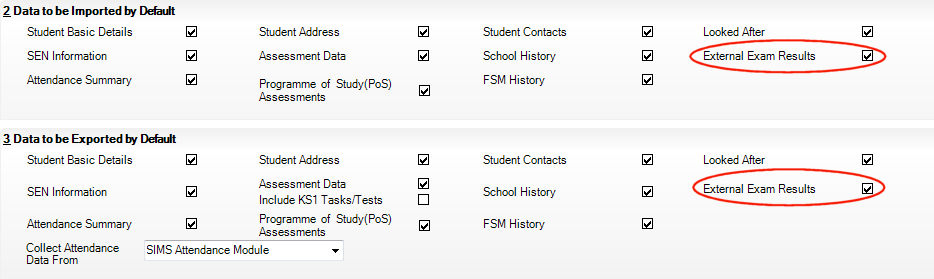 2 Data to be Imported by Default
Student Basic Details Student Address Student Contacts Looked After
SEN Information Assessment Data School History External Exam Results
Attendance Summary Programme of Study(PoS) FSM History
Assessments
3 Data to be Exported by Default
Student Basic Details Student Address Student Contacts Looked After
Assessment Data
SEN Information School History External Exam Results
Include KS1 Tasks/Tests
Attendance Summary Programme of Study(PoS) FSM History
Assessments
Collect Attendance
Data From SIMS Attendance Module